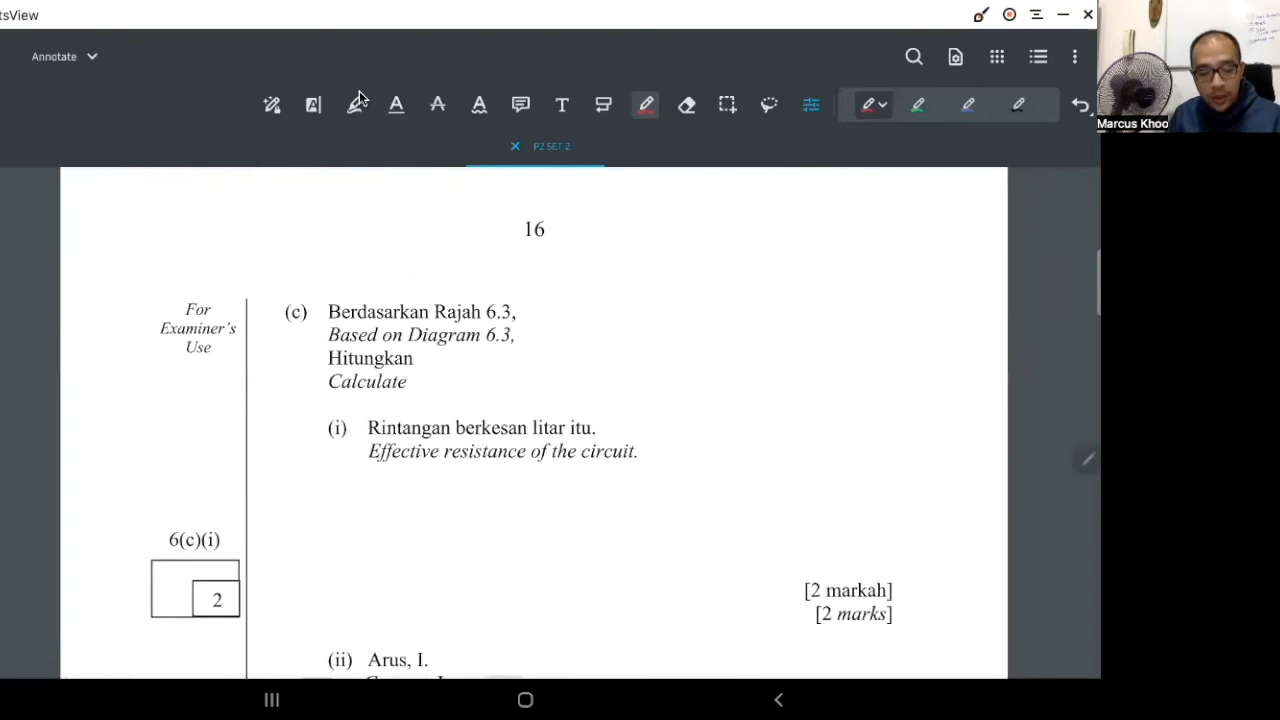 tsView
Annotate
A
A
A
T
P2 SET 2
Marcus Khoo
16
For
Examiner's
Use
(c) Berdasarkan Rajah 6.3,
Based on Diagram 6.3,
Hitungkan
Calculate
(i) Rintangan berkesan litar itu.
Effective resistance of the circuit.
6(c)(i)
2
[2 markah]
[2 marks]
(ii) Arus, I.